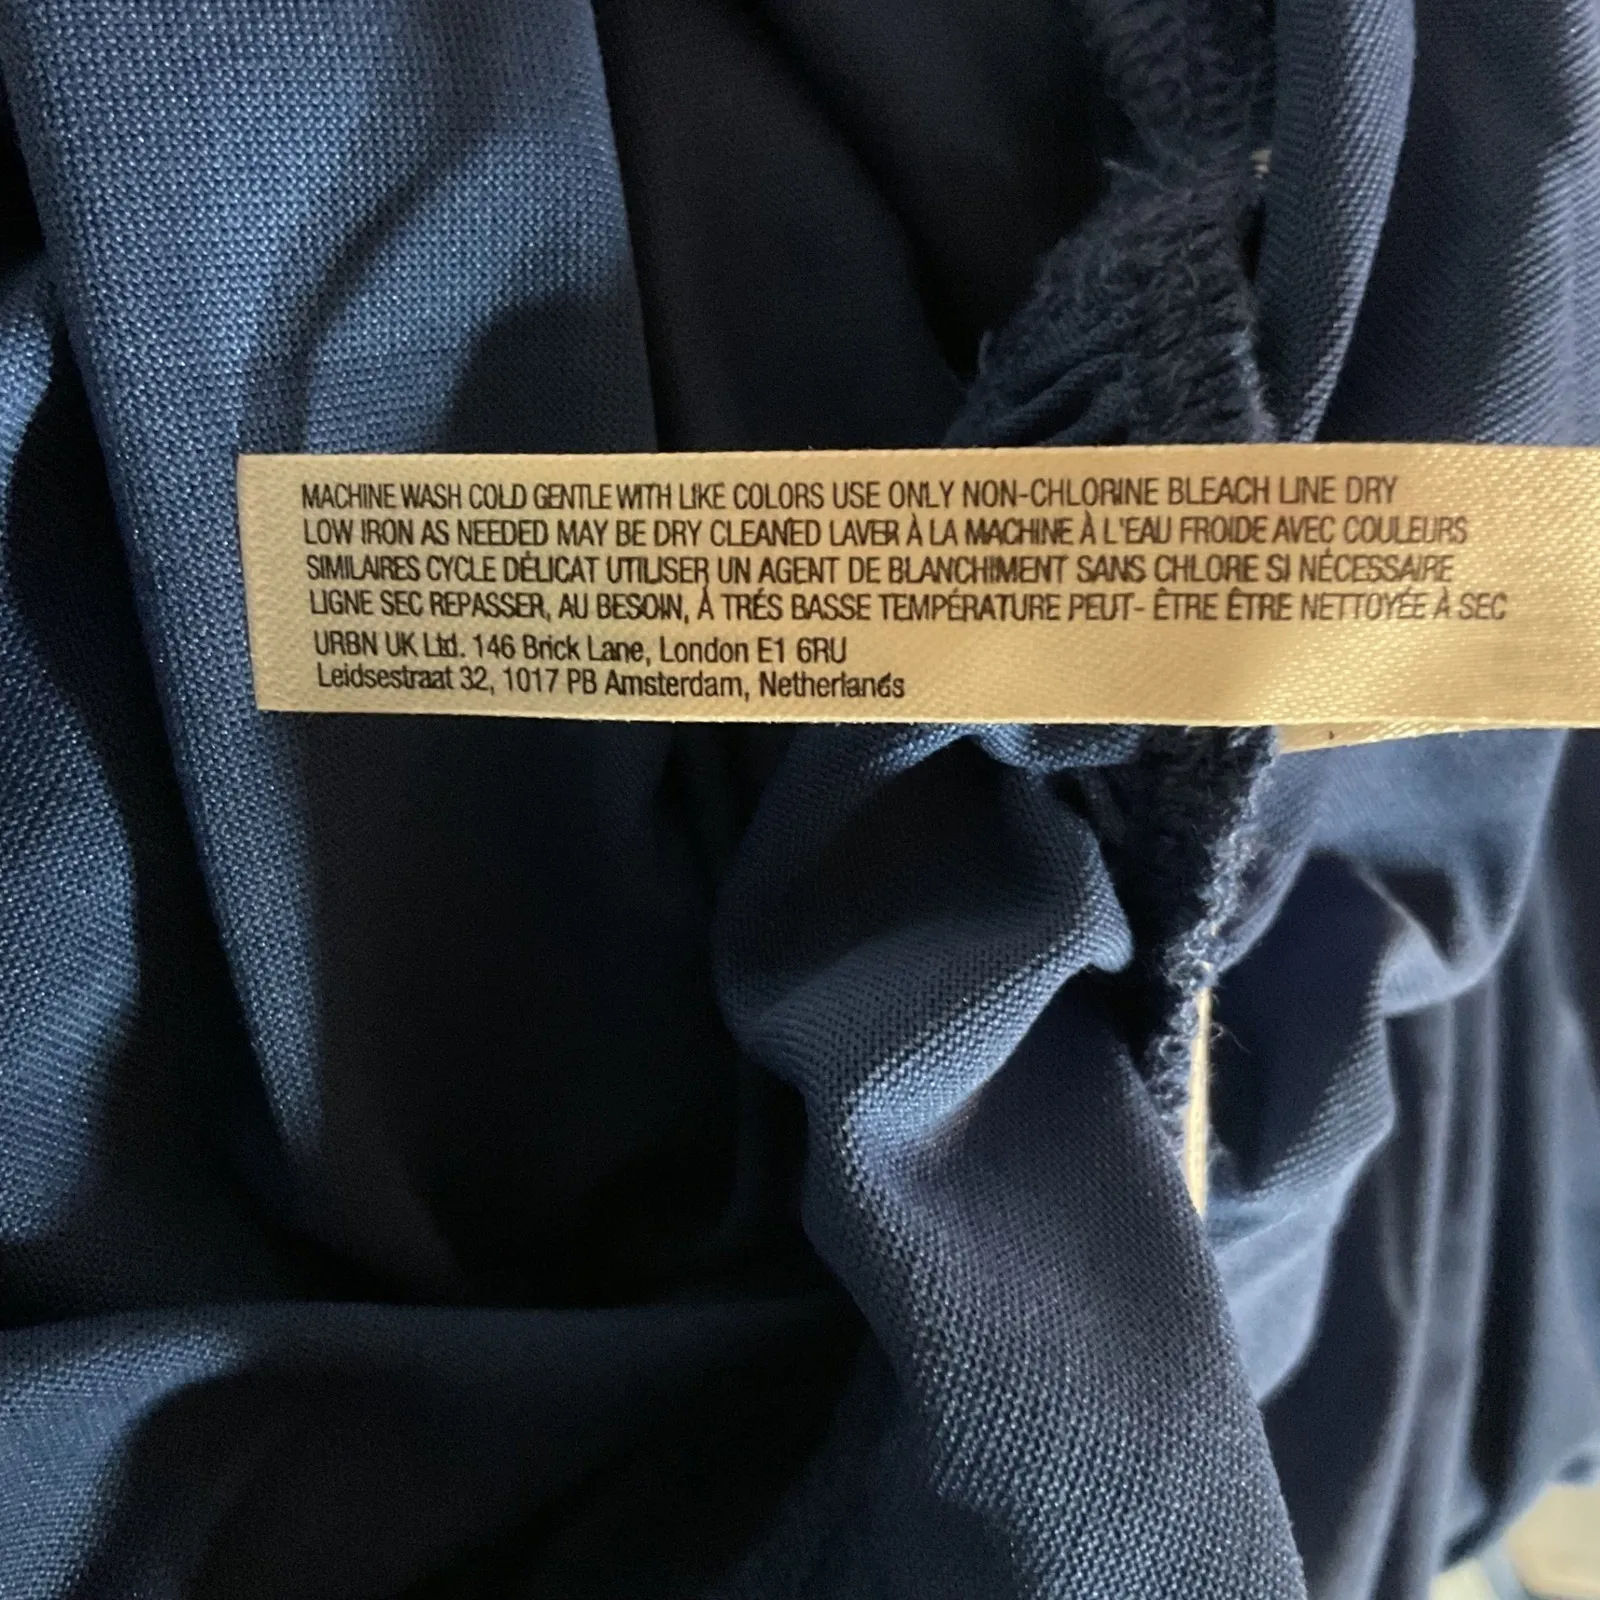 MACHINE WASH COLD GENTLE WITH LIKE COLORS USE ONLY NON-CHLORINE BLEACH LINE DRY
LOW IRON AS NEEDED MAY BE DRY CLEANED LAVER À LA MACHINE À L'EAU FROIDE AVEC COULEURS
SIMILAIRES CYCLE DÉLICAT UTILISER UN AGENT DE BLANCHIMENT SANS CHLORE SI NÉCESSAIRE
LIGNE SEC REPASSER, AU BESOIN, À TRÉS BASSE TEMPÉRATURE PEUT- ÊTRE ÊTRE NETTOYÉE À SEC
URBN UK Ltd. 146 Brick Lane, London E1 6RU
Leidsestraat 32, 1017 PB Amsterdam, Netherlands